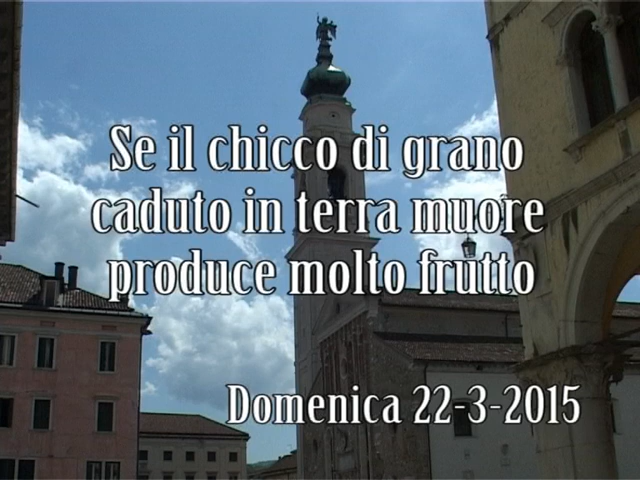 Se il chicco di grano
caduto in terra muore
produce molto frutto
Domenica 22-3-2015